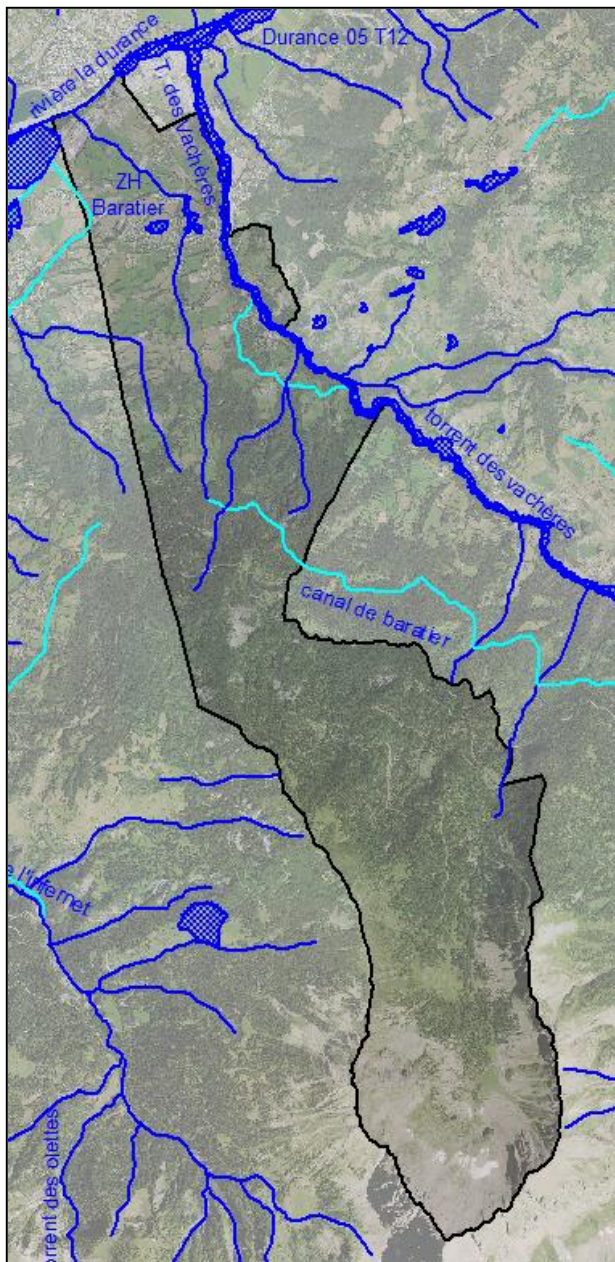 rivière la durance
Durance 05 T12
T. des vachères
ZH
Baratier
torrent des vachères
canal de baratier
e l'infernet
torrent des olettes